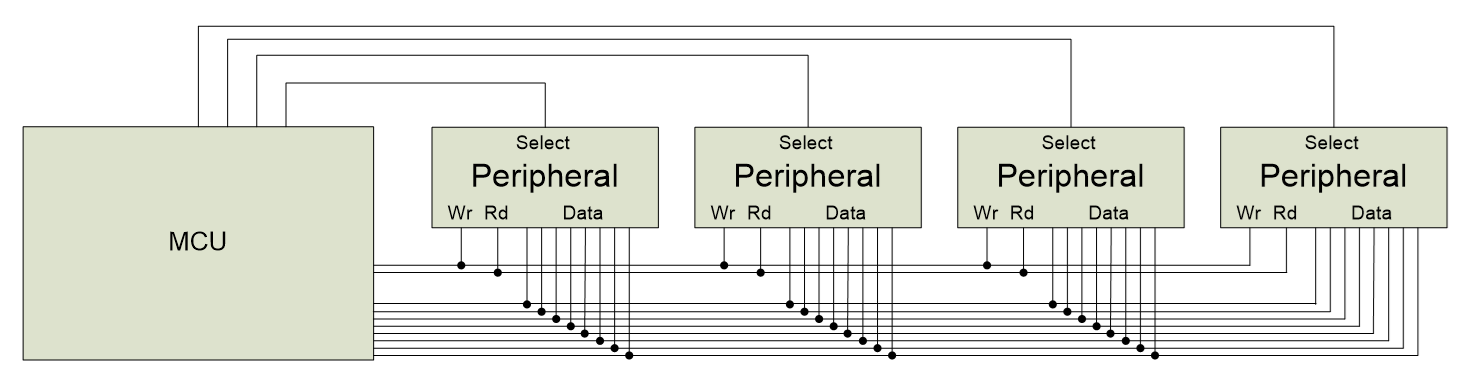 MCU
Select
Peripheral
Wr Rd Data
Select
Peripheral
Wr Rd Data
Select
Peripheral
Wr Rd Data
Select
Peripheral
Wr Rd Data